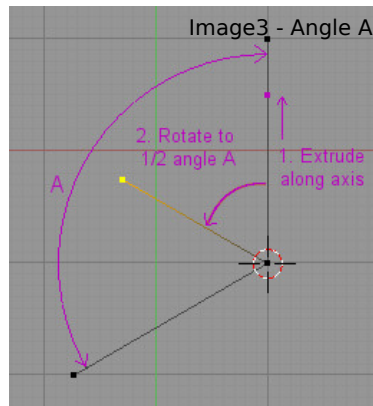 Image3 - Angle A
2. Rotate to
1/2 angle A
1. Extrude
along axis
A